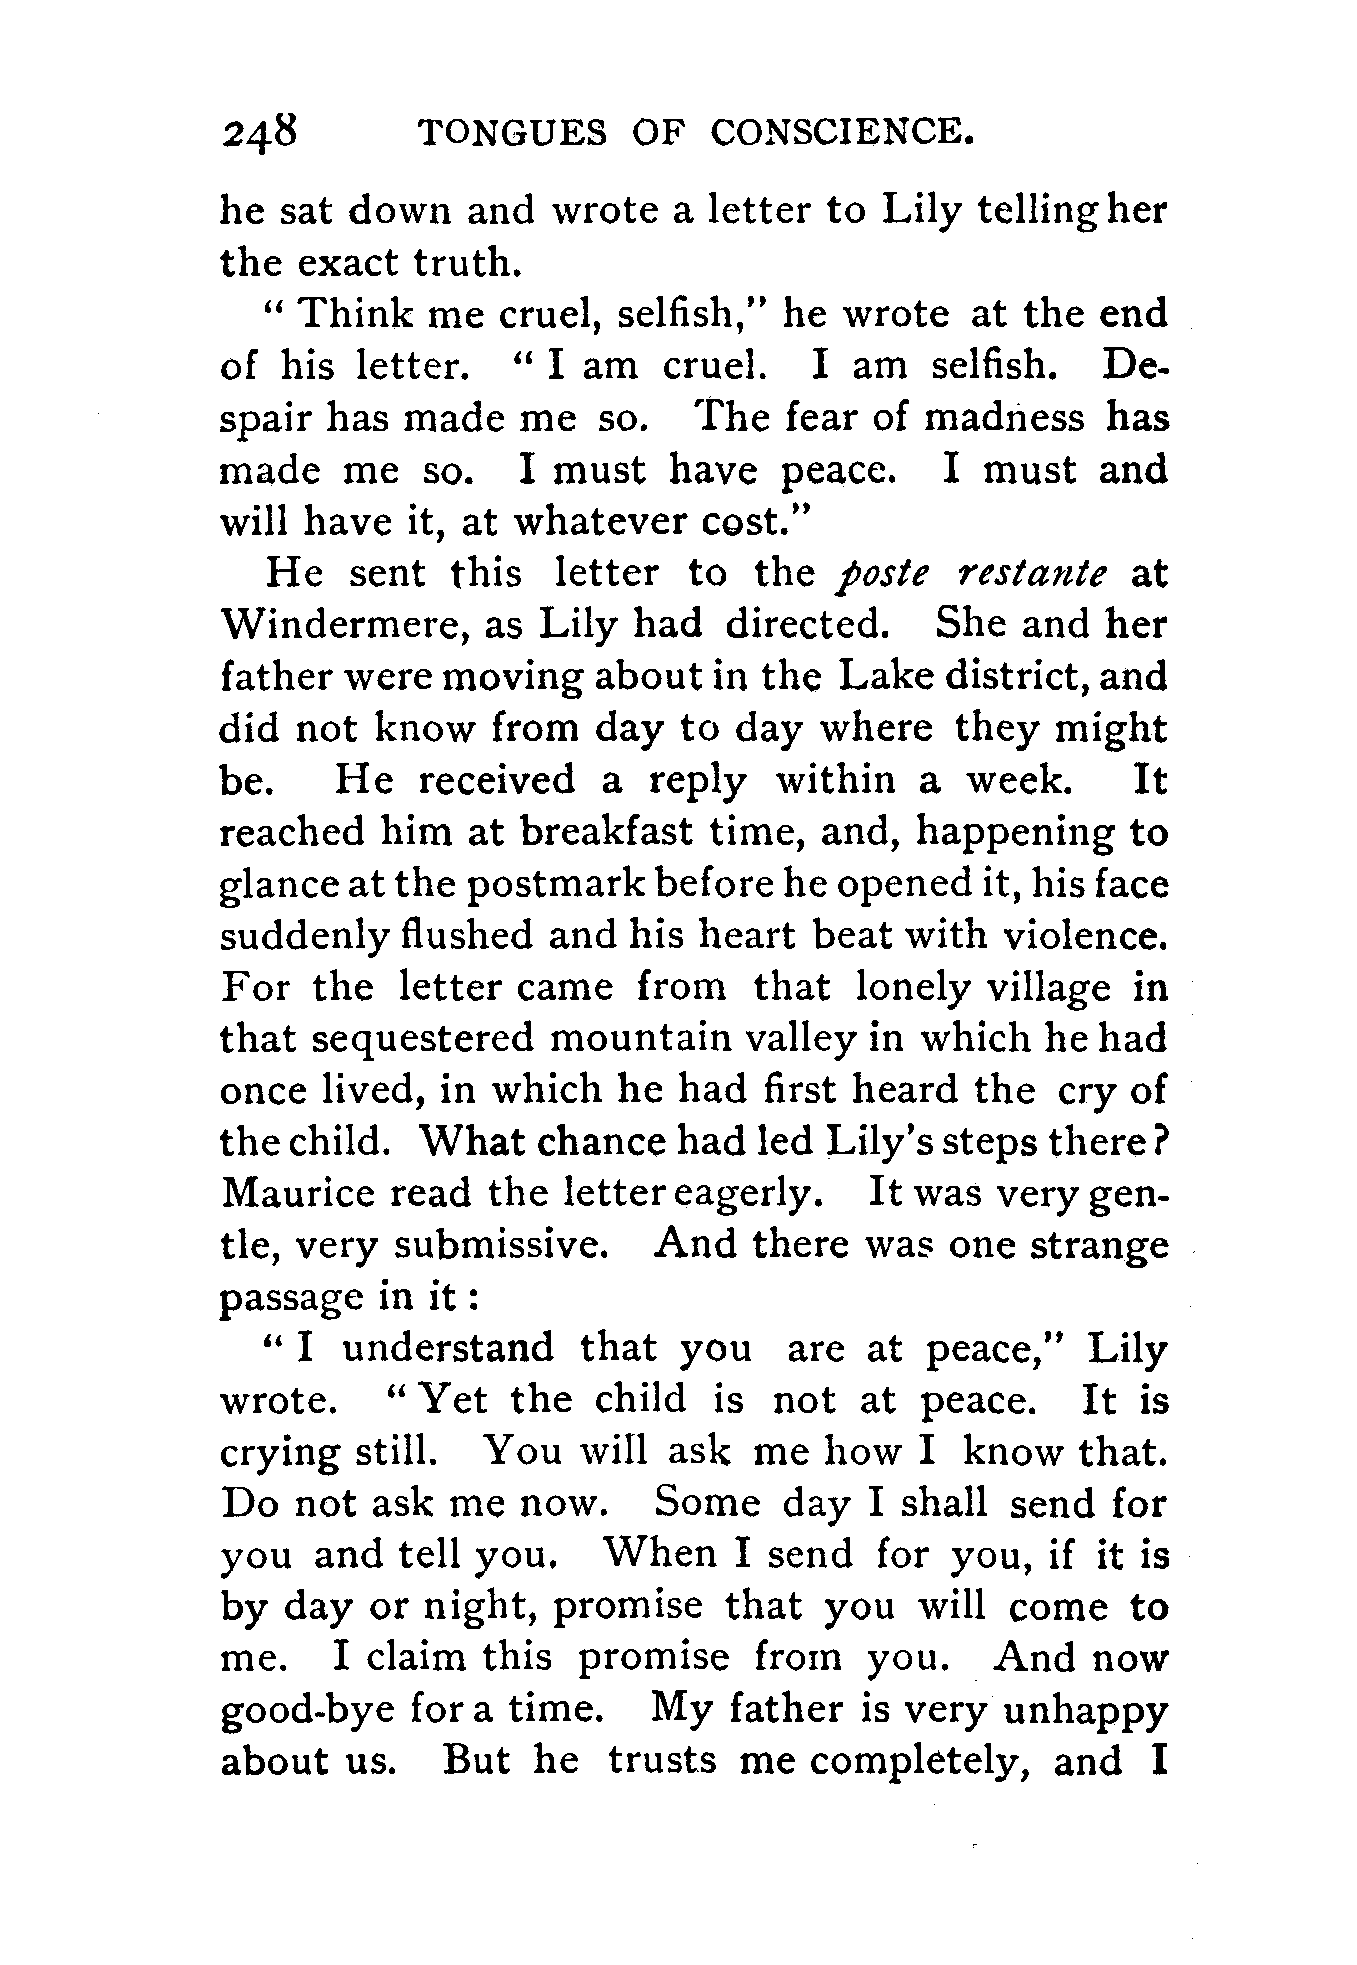 248 TONGUES OF CONSCIENCE.
he sat down and wrote a letter to Lily telling her
the exact truth.
" Think me cruel, selfish," he wrote at the end
of his letter. " I am cruel. I am selfish. De-
spair has made me so. The fear of madness has
made me so. I must have peace. I must and
will have it, at whatever cost."
He sent this letter to the poste restante at
Windermere, as Lily had directed. She and her
father were moving about in the Lake district, and
did not know from day to day where they might
be. He received a reply within a week. It
reached him at breakfast time, and, happening to
glance at the postmark before he opened it, his face
suddenly flushed and his heart beat with violence.
For the letter came from that lonely village in
that sequestered mountain valley in which he had
once lived, in which he had first heard the cry of
the child. What chance had led Lily's steps there?
Maurice read the letter eagerly. It was very gen-
tle, very submissive. And there was one strange
passage in it :
" I understand that you are at peace," Lily
wrote. " Yet the child is not at peace. It is
crying still. You will ask me how I know that.
Do not ask me now. Some day I shall send for
you and tell you. When I send for you, if it is
by day or night, promise that you will come to
me. I claim this promise from you. And now
good-bye for a time. My father is very unhappy
about us. But he trusts me completely, and I